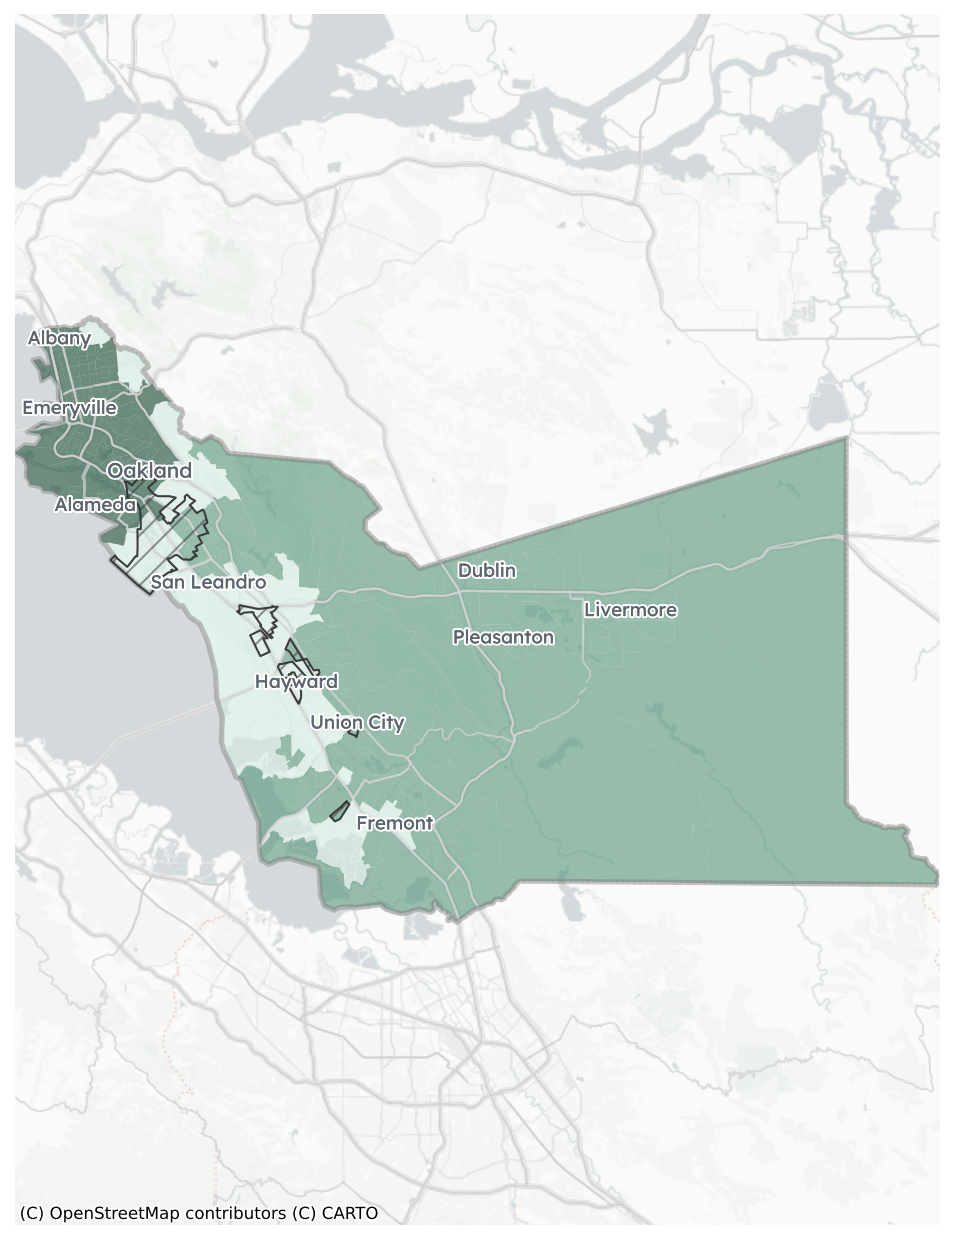 Albany
Emeryville
Oakland
Alameda
San Leandro
Dublin
Livermore
Pleasanton
Hayward
Union City
Fremont
(C) OpenStreetMap contributors (C) CARTO